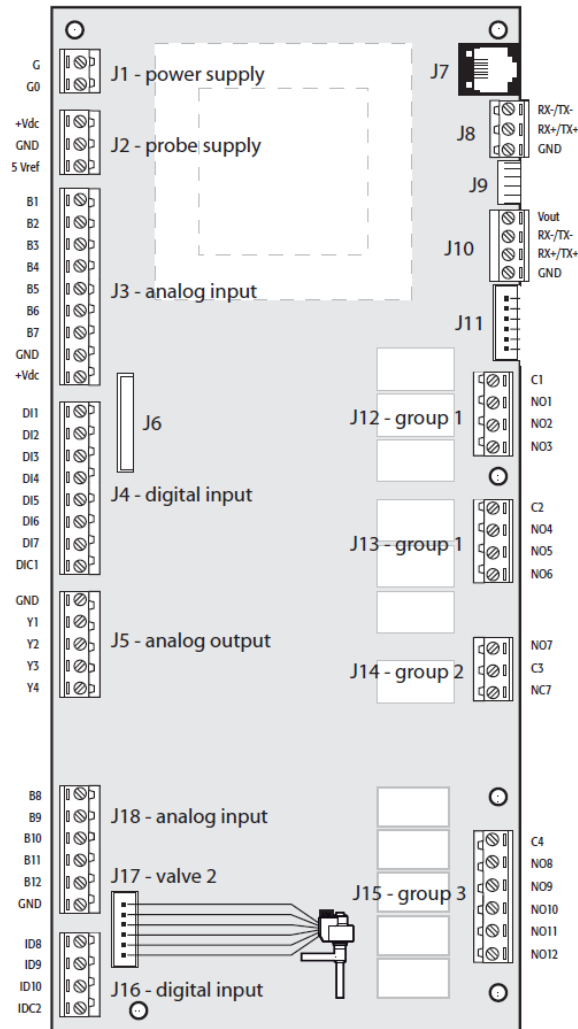 G
G0
J1 - power supply
+Vdc
GND
5 Vref
J2 - probe supply
B1
B2
B3
B4
B5
B6
B7
GND
+Vdc
J3 - analog input
J6
DI1
DI2
DI3
DI4
DI5
DI6
DI7
DIC1
J4 - digital input
GND
Y1
Y2
Y3
Y4
J5 - analog output
B8
B9
B10
B11
B12
GND
J18 - analog input
J17 - valve 2
ID8
ID9
ID10
IDC2
J16 - digital input
J7
J8
RX-/TX-
RX+/TX+
GND
J9
J10
Vout
RX-/TX-
RX+/TX+
GND
J11
J12 - group 1
C1
NO1
NO2
NO3
J13 - group 1
C2
NO4
NO5
NO6
J14 - group 2
NO7
C3
NC7
J15 - group 3
C4
NO8
NO9
NO10
NO11
NO12